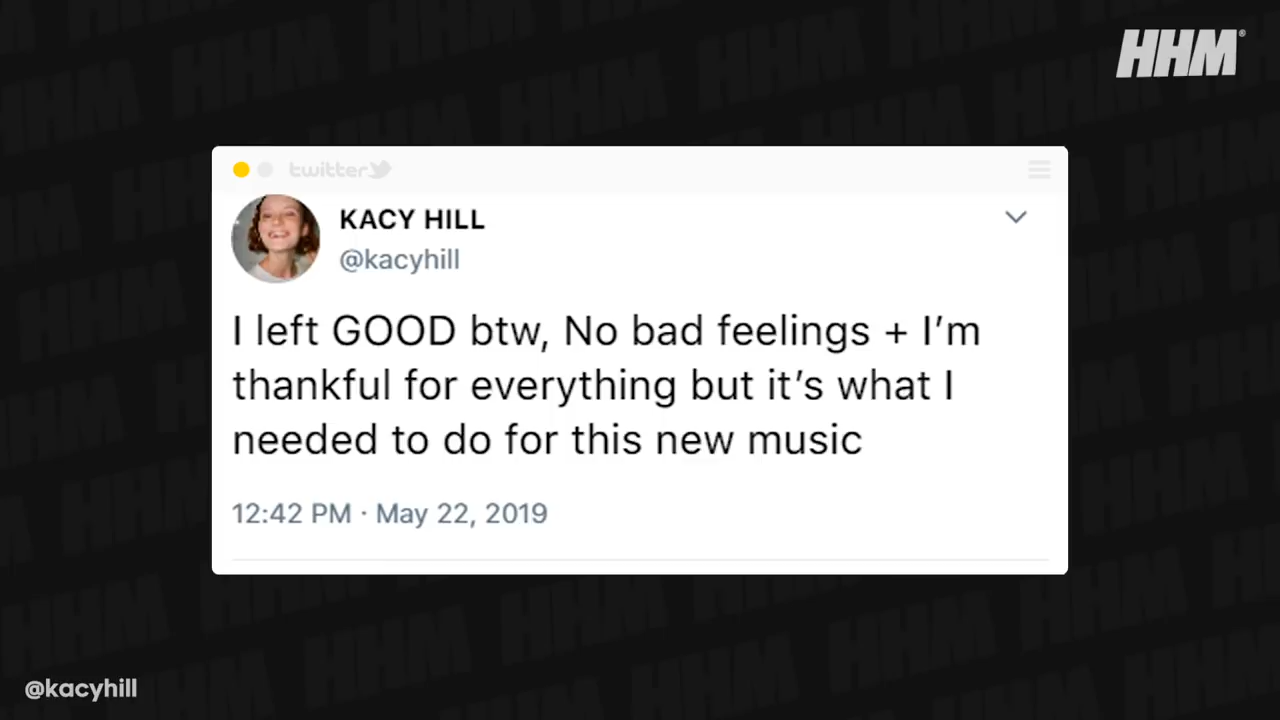 HHM
twitter
KACY HILL
@kacyhill
I left GOOD btw, No bad feelings + I'm
thankful for everything but it's what I
needed to do for this new music
12:42 PM · May 22, 2019
@kacyhill